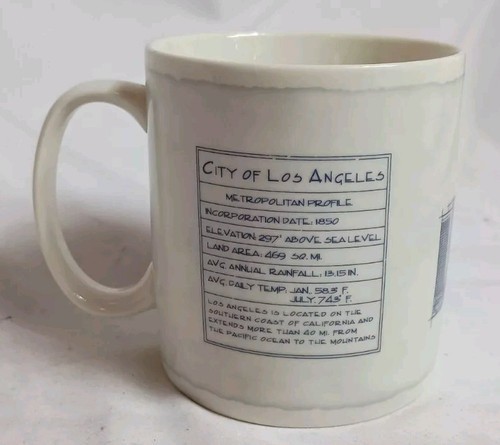 CITY OF LOS ANGELES
METROPOLITAN PROFILE
INCORPORATION DATE: 1850
ELEVATION: 297' ABOVE SEA LEVEL
LAND AREA: 469 SQ. MI.
AVG. ANNUAL RAINFALL: 13.15 IN.
AVG. DAILY TEMP: JAN. 58.3° F.
JULY. 74.3° F.
LOS ANGELES IS LOCATED ON THE
SOUTHERN COAST OF CALIFORNIA AND
EXTENDS MORE THAN 40 MI. FROM
THE PACIFIC OCEAN TO THE MOUNTAINS